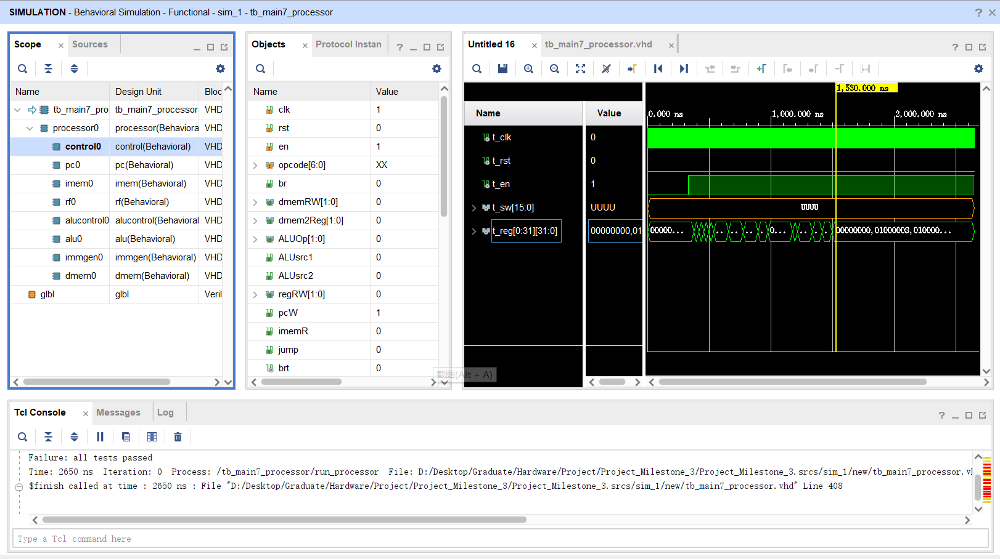 SIMULATION - Behavioral Simulation - Functional - sim_1 - tb_main7_processor
Scope
Sources
Name Design Unit Bloc
tb_main7_pro tb_main7_processor VHD
processor0 processor(Behaviora VHD
control0 control(Behavioral) VHD
pc0 pc(Behavioral) VHD
imem0 imem(Behavioral) VHD
rf0 rf(Behavioral) VHD
alucontrol0 alucontrol(Behavioral VHD
alu0 alu(Behavioral) VHD
immgen0 immgen(Behavioral) VHD
dmem0 dmem(Behavioral) VHD
glbl glbl Veril
Objects
Protocol Instan
Name Value
clk 1
rst 0
en 1
opcode[6:0] XX
br 0
dmemRW[1:0] 0
dmem2Reg[1:0] 0
ALUOp[1:0] 0
ALUsrc1 0
ALUsrc2 0
regRW[1:0] 0
pcW 1
imemR 0
jump 0
brt 0
截图(Alt + A)
Untitled 16
tb_main7_processor.vhd
Name Value
t_clk 0
t_rst 0
t_en 1
t_sw[15:0] UUUU
t_reg[0:31][31:0] 00000000,01
1,530.000 ns
0.000 ns 1,000.000 ns 2,000.000 ns
UUUU
00000... .. .. .. .. 0... .. .. .. 00000000,01000008,010000...
Tcl Console
Messages
Log
Failure: all tests passed
Time: 2650 ns Iteration: 0 Process: /tb_main7_processor/run_processor File: D:/Desktop/Graduate/Hardware/Project/Project_Milestone_3/Project_Milestone_3.srcs/sim_1/new/tb_main7_processor.vh
$finish called at time : 2650 ns : File "D:/Desktop/Graduate/Hardware/Project/Project_Milestone_3/Project_Milestone_3.srcs/sim_1/new/tb_main7_processor.vhd" Line 408
Type a Tcl command here